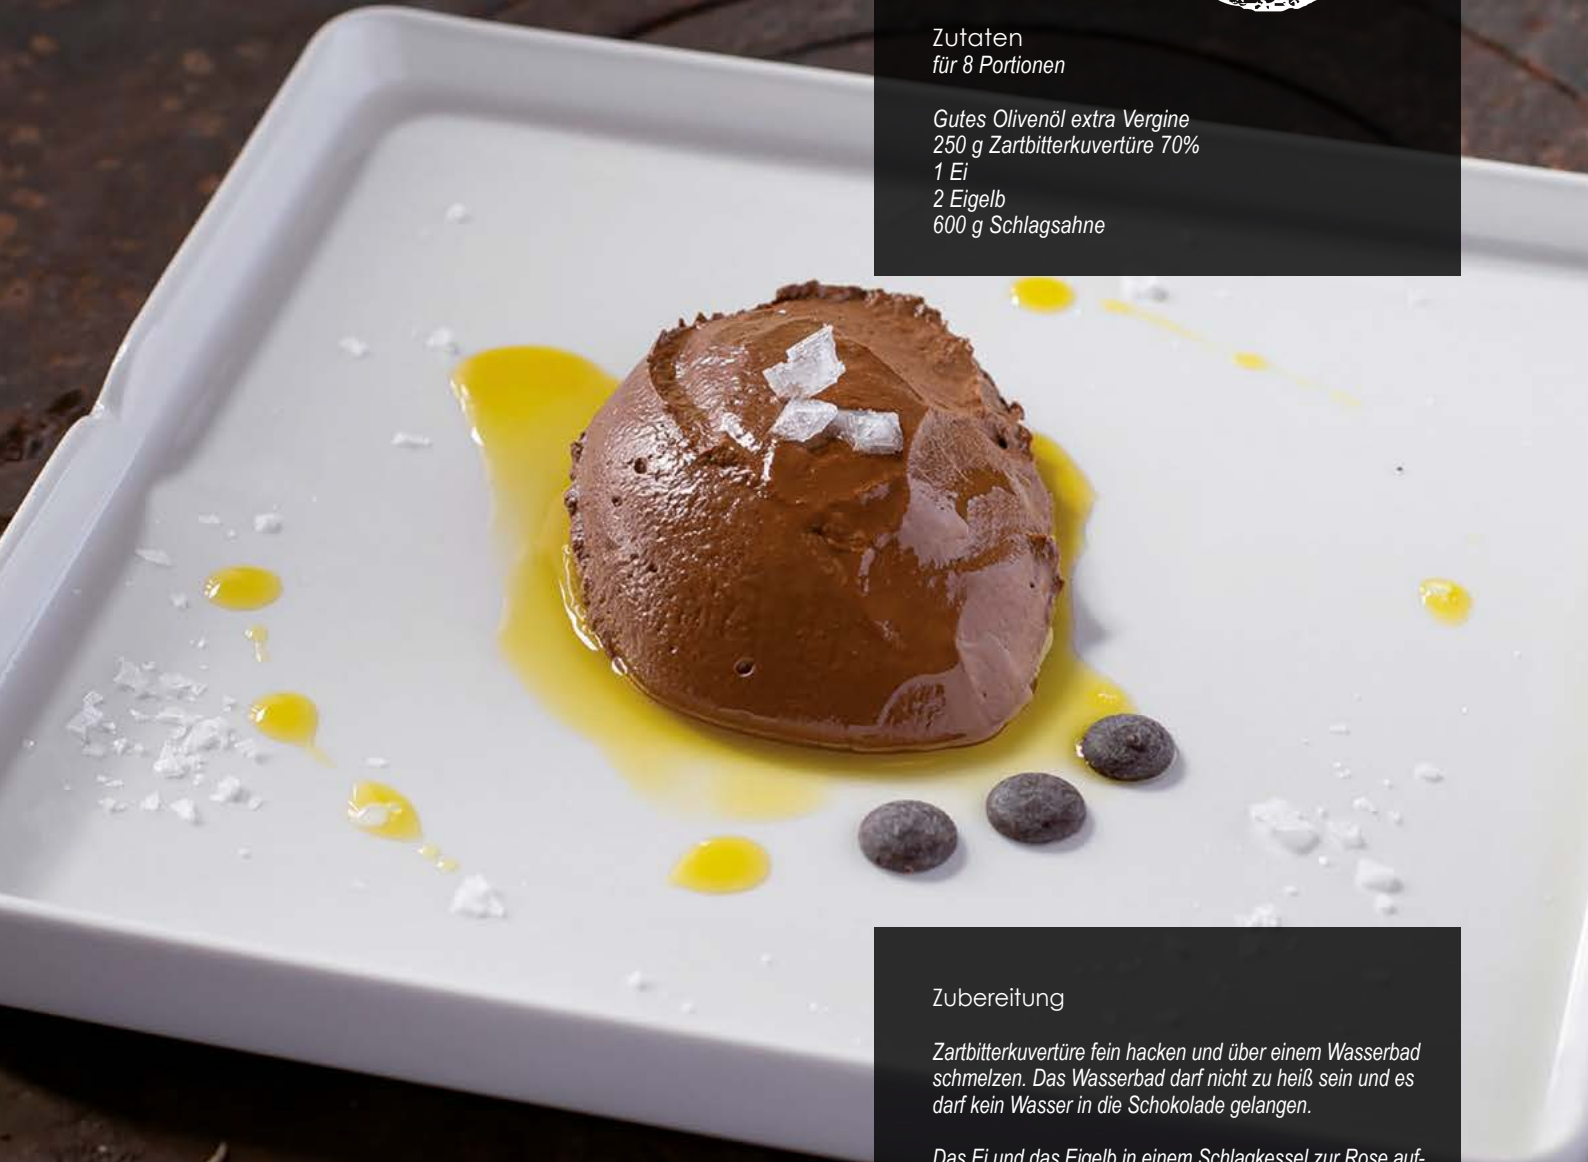 Zutaten
für 8 Portionen
Gutes Olivenöl extra Vergine
250 g Zartbitterkuvertüre 70%
1 Ei
2 Eigelb
600 g Schlagsahne
Zubereitung
Zartbitterkuvertüre fein hacken und über einem Wasserbad
schmelzen. Das Wasserbad darf nicht zu heiß sein und es
darf kein Wasser in die Schokolade gelangen.
Das Ei und das Eigelb in einem Schlagkessel zur Rose auf-